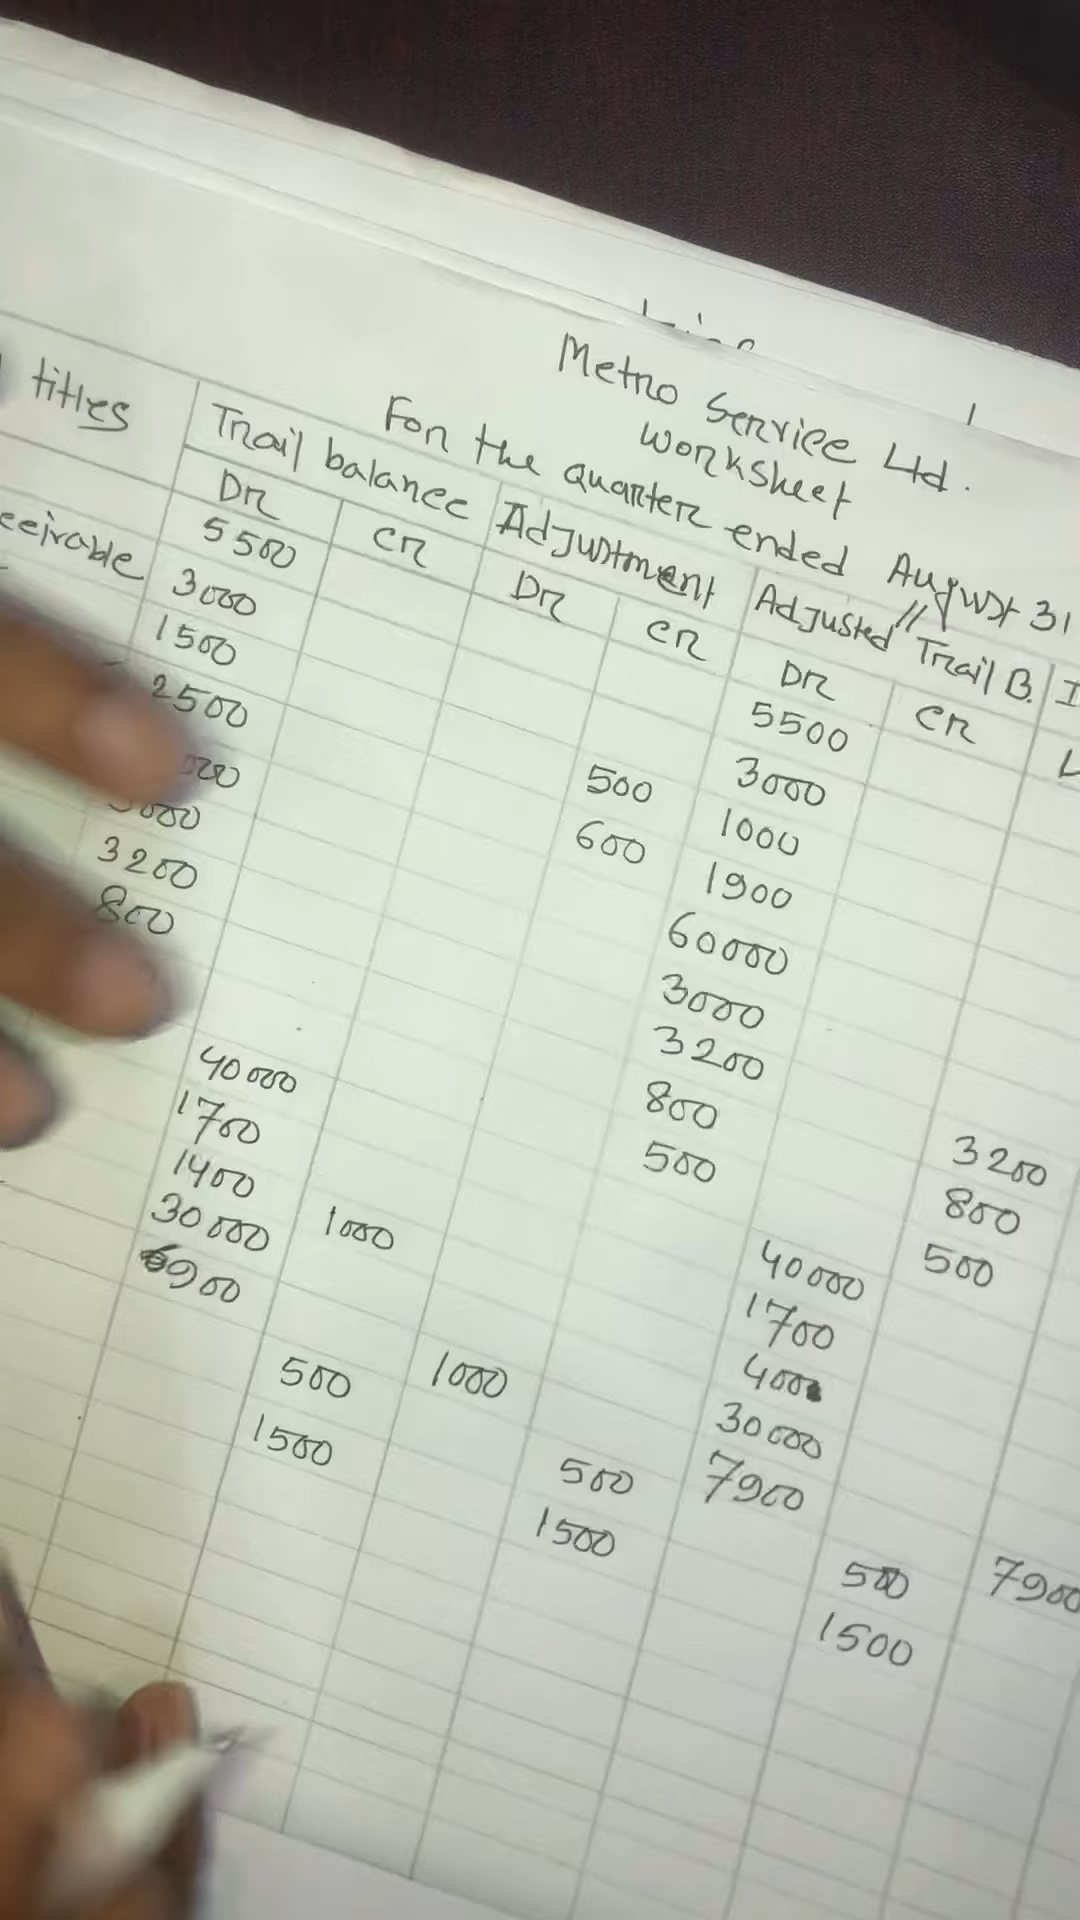 Metro Service Ltd.
Worksheet
For the quarter ended August 31
titles Trail balance Adjustment Adjusted Trail B.
DR CR DR CR DR CR
5500 5500
ceivable 3000 3000
1500 500 1000
2500 600 1900
60000
3000
3200 3200
800 800 3200
500 800
40000 500
1700 40000
1400 1000 1700
30000 400
6900 1000 30000
500 7900 7900
1500 500 500
1500 1500